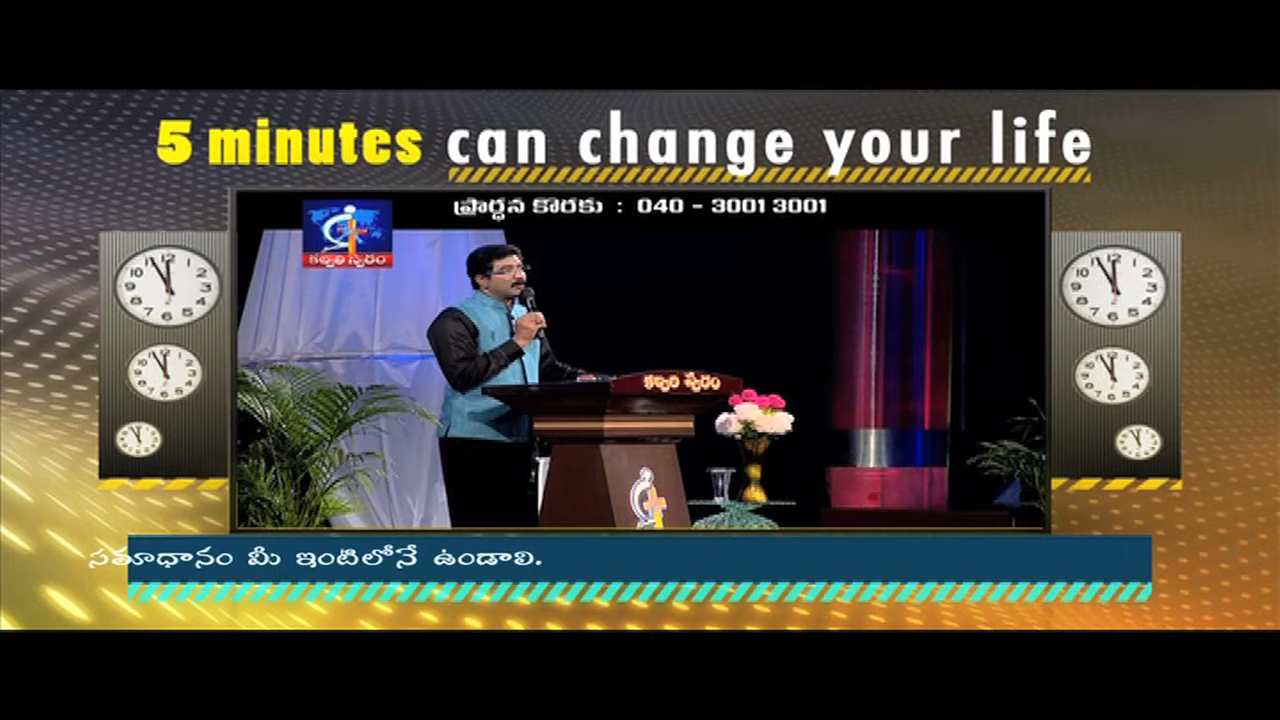 5 minutes can change your life
ప్రార్థన కొరకు : 040 - 3001 3001
కల్వరి స్వరం
కల్వరి స్వరం
సమాధానం మీ ఇంటిలోనే ఉండాలి.